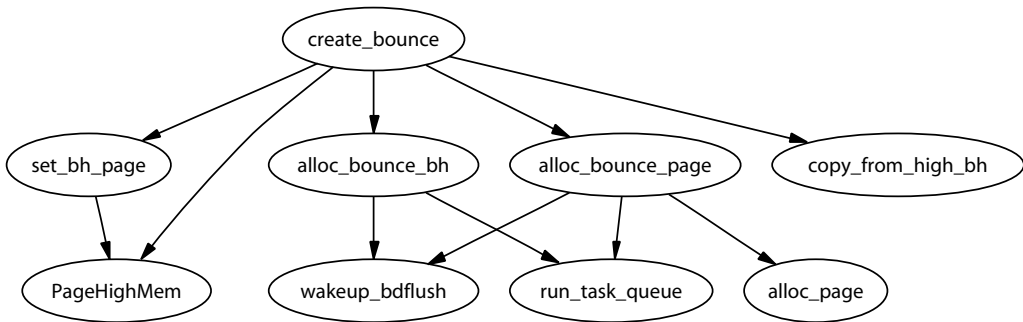 create_bounce
set_bh_page
alloc_bounce_bh
alloc_bounce_page
copy_from_high_bh
PageHighMem
wakeup_bdflush
run_task_queue
alloc_page